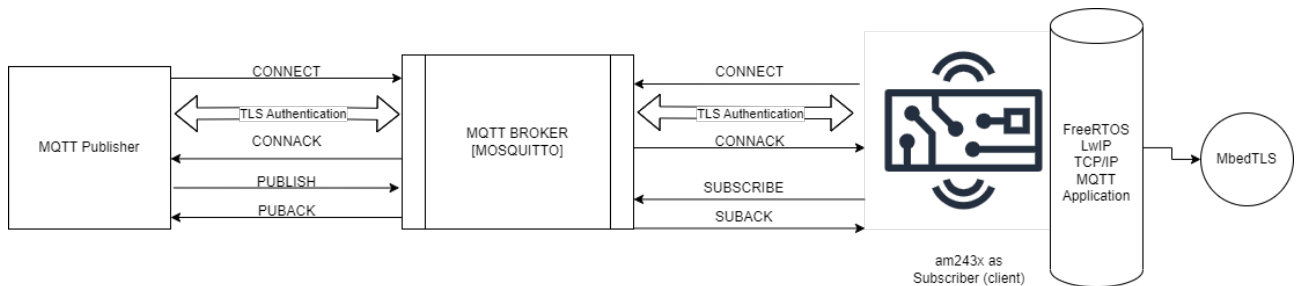 MQTT Publisher
CONNECT
TLS Authentication
CONNACK
PUBLISH
PUBACK
MQTT BROKER
[MOSQUITTO]
CONNECT
TLS Authentication
CONNACK
SUBSCRIBE
SUBACK
am243x as
Subscriber (client)
FreeRTOS
LwIP
TCP/IP
MQTT
Application
MbedTLS